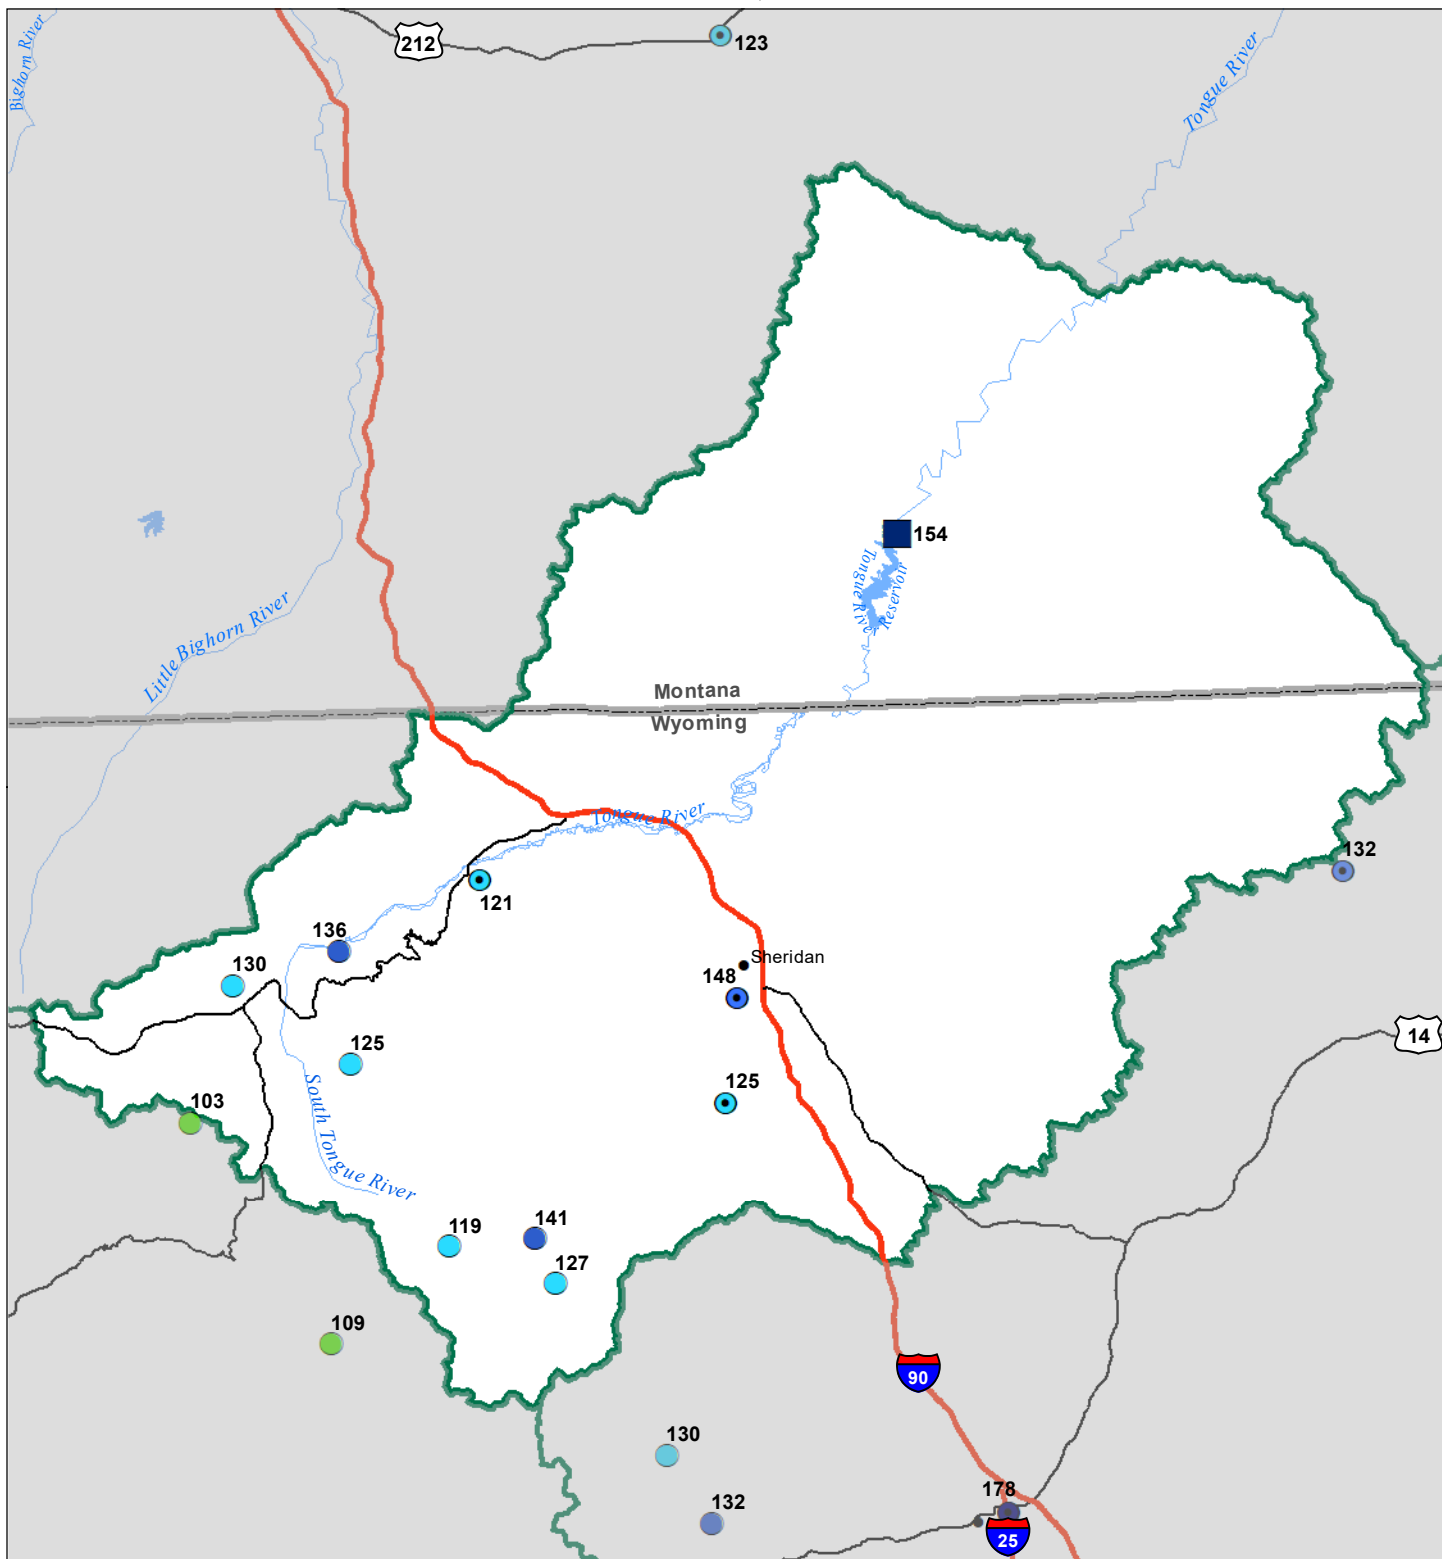 Bighorn River
212
123
Tongue River
154
Tongue River
Reservoir
Little Bighorn River
Montana
Wyoming
Tongue River
132
121
136
130
Sheridan
148
14
125
125
103
South Tongue River
119
141
127
109
90
130
178
132
25